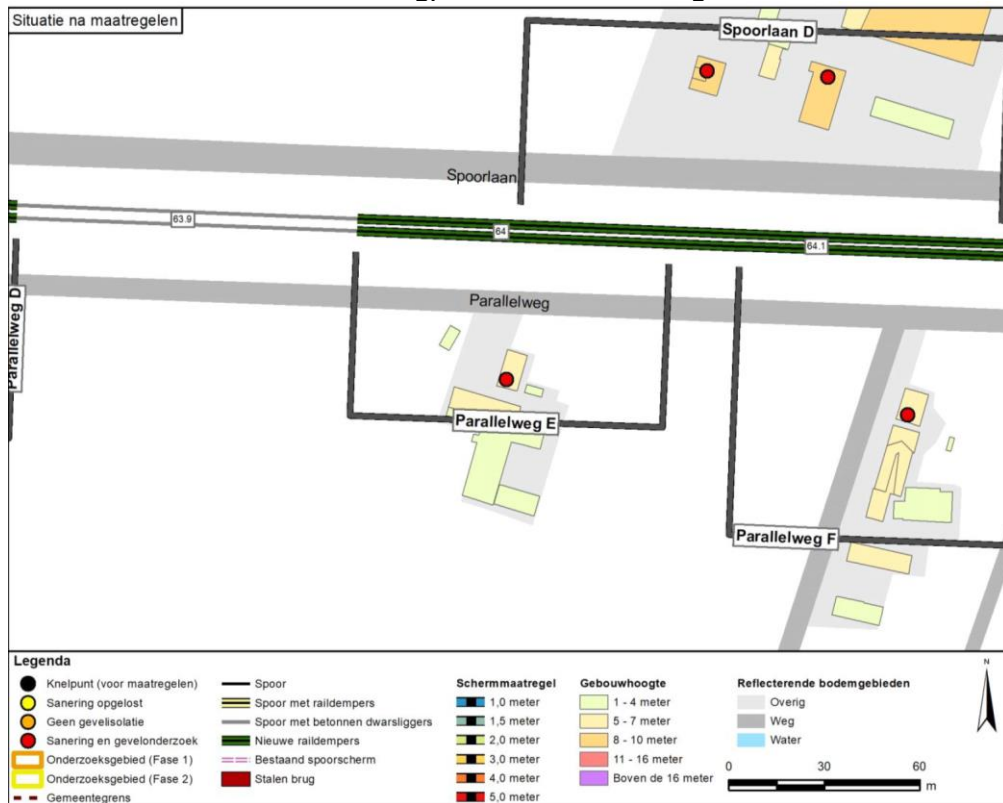 Situatie na maatregelen
Spoorlaan D
Spoorlaan
63.9
64
64.1
Parallelweg
Parallelweg D
Parallelweg E
Parallelweg F
Legenda
Knelpunt (voor maatregelen)
Sanering opgelost
Geen gevelisolatie
Sanering en gevelonderzoek
Onderzoeksgebied (Fase 1)
Onderzoeksgebied (Fase 2)
Gemeentegrens
Spoor
Spoor met raildempers
Spoor met betonnen dwarsliggers
Nieuwe raildempers
Bestaand spoorscherm
Stalen brug
Schermmaatregel
1,0 meter
1,5 meter
2,0 meter
3,0 meter
4,0 meter
5,0 meter
Gebouwhoogte
1 - 4 meter
5 - 7 meter
8 - 10 meter
11 - 16 meter
Boven de 16 meter
Reflecterende bodemgebieden
Overig
Weg
Water
N
0 30 60
m